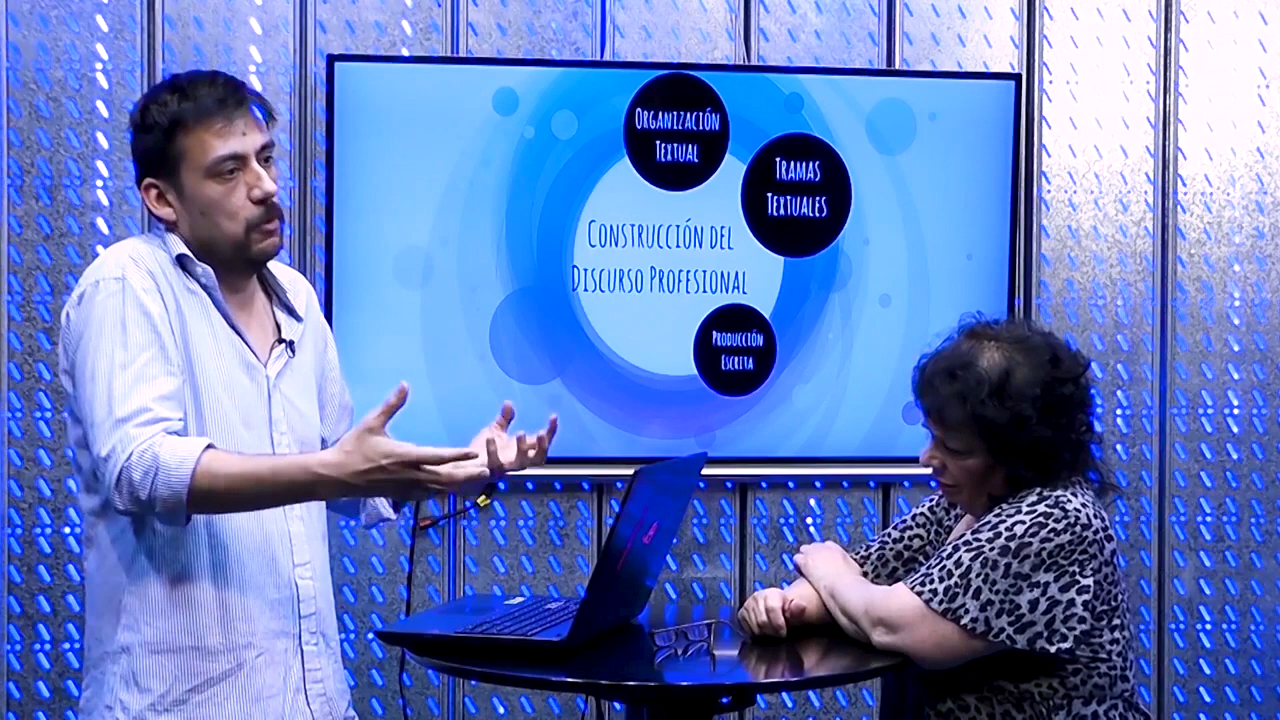 ORGANIZACIÓN
TEXTUAL
TRAMAS
TEXTUALES
CONSTRUCCIÓN DEL
DISCURSO PROFESIONAL
PRODUCCIÓN
ESCRITA